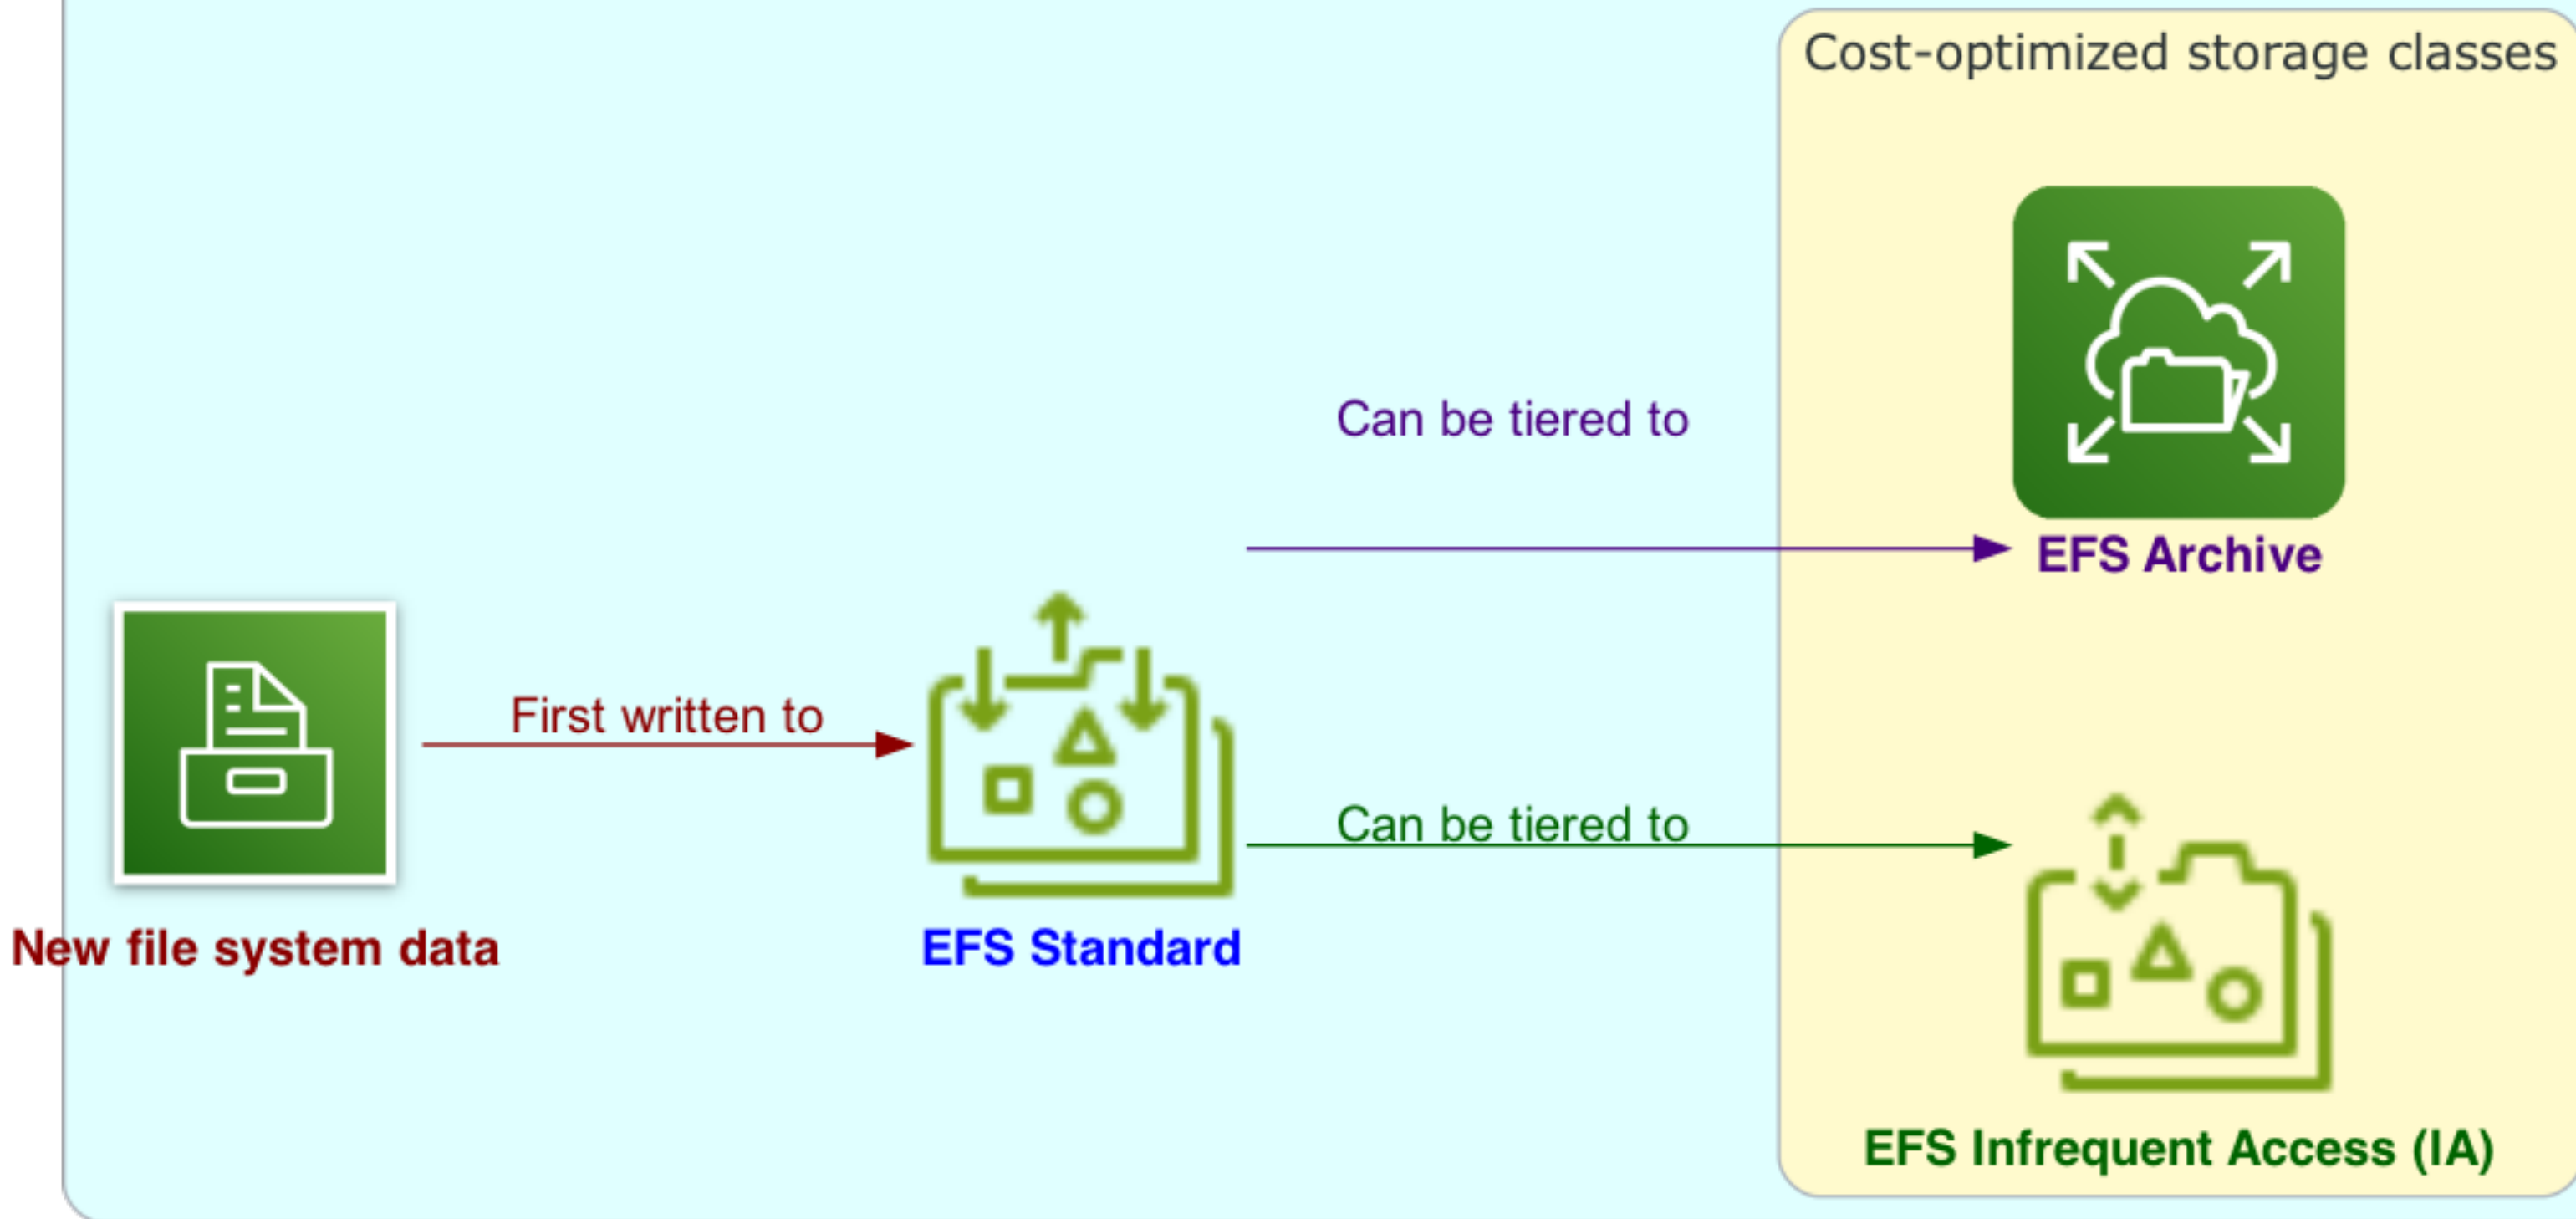 Cost-optimized storage classes
Can be tiered to
EFS Archive
First written to
Can be tiered to
New file system data
EFS Standard
EFS Infrequent Access (IA)